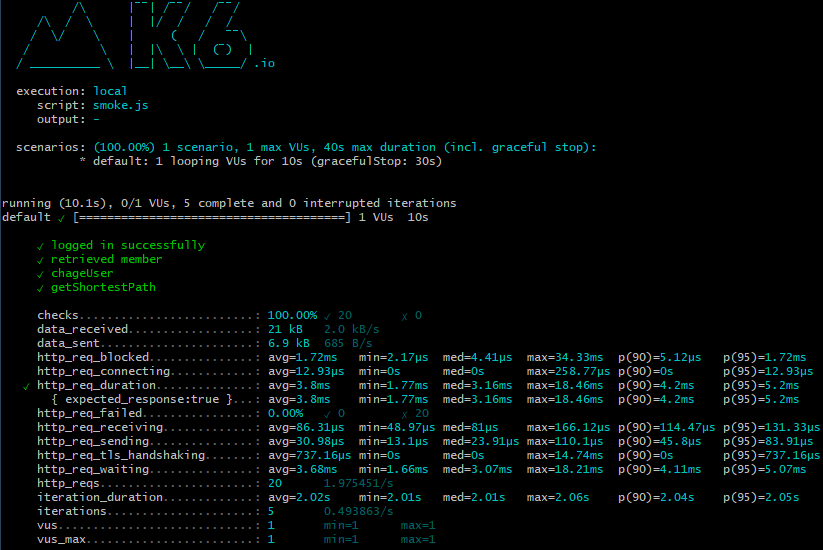 .io
execution: local
script: smoke.js
output: -
scenarios: (100.00%) 1 scenario, 1 max VUs, 40s max duration (incl. graceful stop):
* default: 1 looping VUs for 10s (gracefulStop: 30s)
running (10.1s), 0/1 VUs, 5 complete and 0 interrupted iterations
default ✓ [======================================] 1 VUs  10s
✓ logged in successfully
✓ retrieved member
✓ chageUser
✓ getShortestPath
checks.........................: 100.00% ✓ 20        ✗ 0
data_received..................: 21 kB   2.0 kB/s
data_sent......................: 6.9 kB  685 B/s
http_req_blocked...............: avg=1.72ms   min=2.17µs  med=4.41µs  max=34.33ms  p(90)=5.12µs   p(95)=1.72ms
http_req_connecting............: avg=12.93µs  min=0s      med=0s      max=258.77µs p(90)=0s       p(95)=12.93µs
✓ http_req_duration..............: avg=3.8ms    min=1.77ms  med=3.16ms  max=18.46ms  p(90)=4.2ms    p(95)=5.2ms
{ expected_response:true }...: avg=3.8ms    min=1.77ms  med=3.16ms  max=18.46ms  p(90)=4.2ms    p(95)=5.2ms
http_req_failed................: 0.00%   ✓ 0         ✗ 20
http_req_receiving.............: avg=86.31µs  min=48.97µs med=81µs    max=166.12µs p(90)=114.47µs p(95)=131.33µs
http_req_sending...............: avg=30.98µs  min=13.1µs  med=23.91µs max=110.1µs  p(90)=45.8µs   p(95)=83.91µs
http_req_tls_handshaking.......: avg=737.16µs min=0s      med=0s      max=14.74ms  p(90)=0s       p(95)=737.16µs
http_req_waiting...............: avg=3.68ms   min=1.66ms  med=3.07ms  max=18.21ms  p(90)=4.11ms   p(95)=5.07ms
http_reqs......................: 20      1.975451/s
iteration_duration.............: avg=2.02s    min=2.01s   med=2.01s   max=2.06s    p(90)=2.04s    p(95)=2.05s
iterations.....................: 5       0.493863/s
vus............................: 1       min=1      max=1
vus_max........................: 1       min=1      max=1